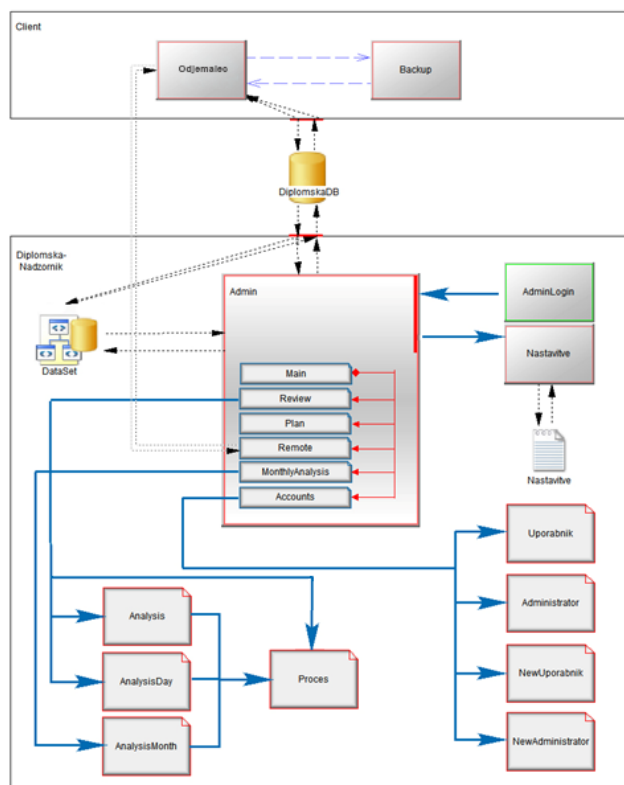 Client
Odjemalec
Backup
DiplomskaDB
Diplomska-
Nadzornik
Admin
AdminLogin
Nastavitve
DataSet
Main
Review
Plan
Remote
MonthlyAnalysis
Accounts
Nastavitve
Uporabnik
Analysis
Administrator
AnalysisDay
Proces
NewUporabnik
AnalysisMonth
NewAdministrator